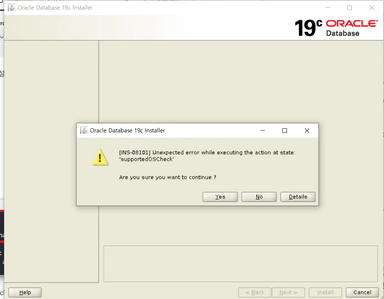 Oracle Database 19c Installer
19c ORACLE
Database
Oracle Database 19c Installer
[INS-08101] Unexpected error while executing the action at state:
'supportedOSCheck'
Are you sure you want to continue ?
Yes No Details
Help < Back Next > Install Cancel